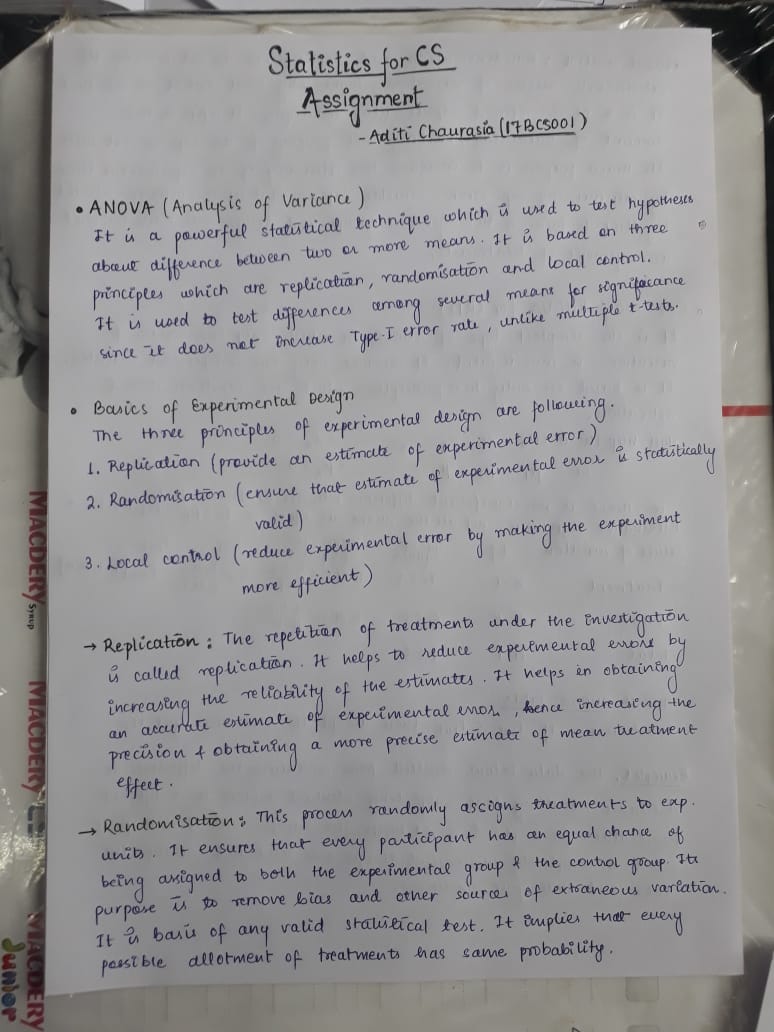 Statistics for CS
Assignment
- Aditi Chaurasia (17BCS001)
• ANOVA (Analysis of Variance)
It is a powerful statistical technique which is used to test hypotheses
about difference between two or more means. It is based on three
principles which are replication, randomisation and local control.
It is used to test differences among several means for significance
since it does not increase Type-I error rate, unlike multiple t-tests.
• Basics of Experimental Design
The three principles of experimental design are following.
1. Replication (provide an estimate of experimental error)
2. Randomisation (ensure that estimate of experimental error is statistically
valid)
3. Local control (reduce experimental error by making the experiment
more efficient)
→ Replication : The repetition of treatments under the investigation
is called replication. It helps to reduce experimental errors by
increasing the reliability of the estimates. It helps in obtaining
an accurate estimate of experimental error, hence increasing the
precision & obtaining a more precise estimate of mean treatment
effect.
→ Randomisation : This process randomly assigns treatments to exp.
units. It ensures that every participant has an equal chance of
being assigned to both the experimental group & the control group. Its
purpose is to remove bias and other sources of extraneous variation.
It is basis of any valid statistical test. It implies that every
possible allotment of treatments has same probability.
MACDERY Syrup
MACDERY
MACDERY
Junior